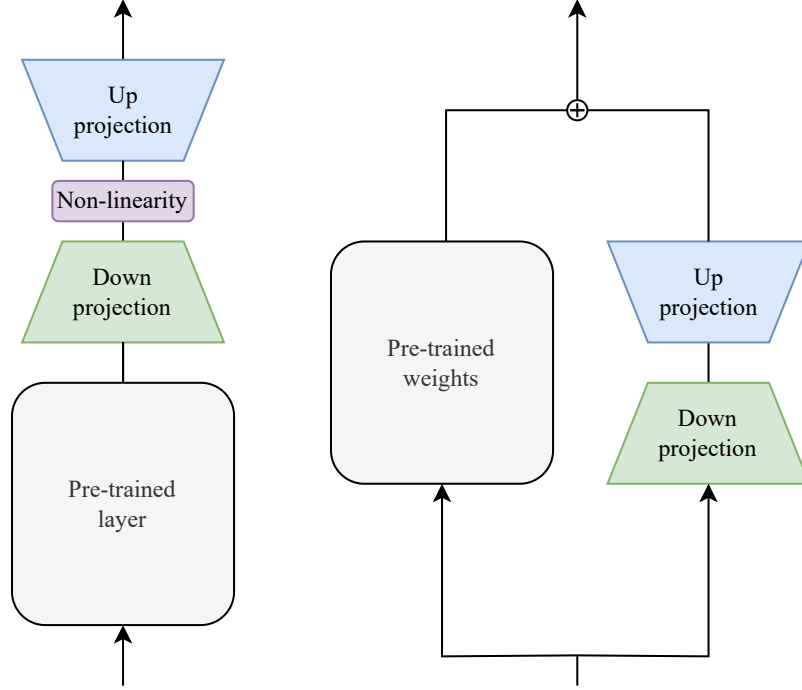 Up
projection
Non-linearity
Down
projection
Pre-trained
layer
Pre-trained
weights
Up
projection
Down
projection